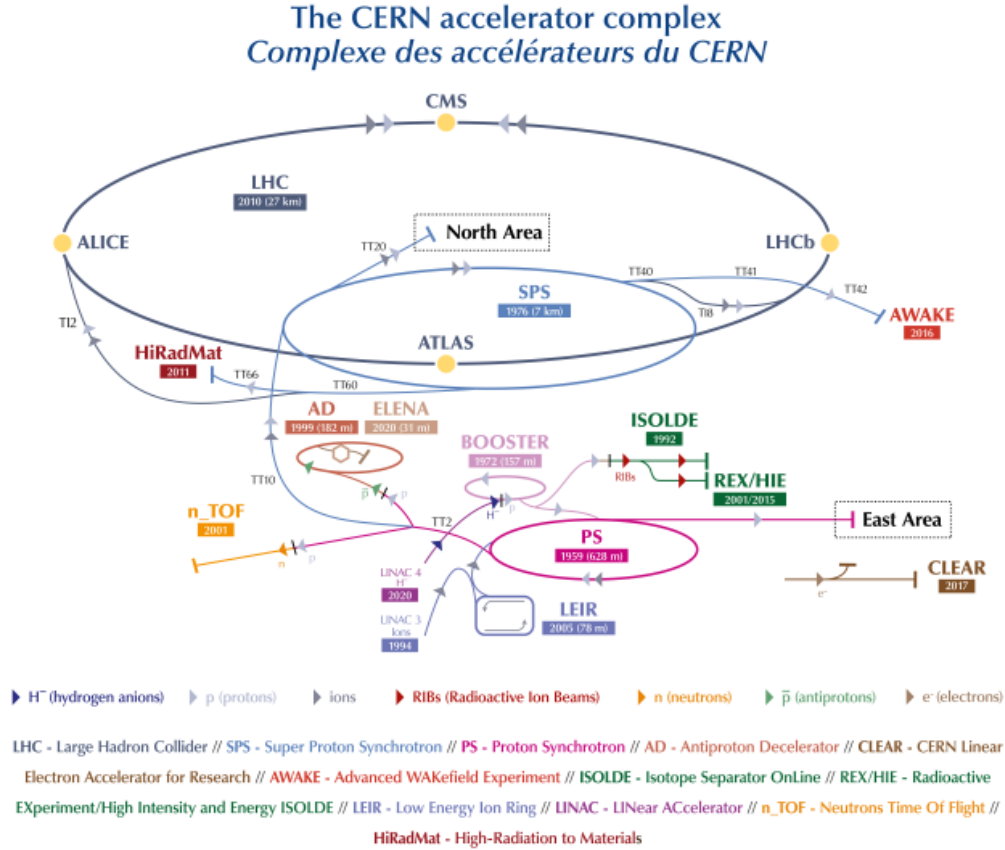 The CERN accelerator complex
Complexe des accélérateurs du CERN
CMS
LHC
2010 (27 km)
ALICE
LHCb
TT20
North Area
TT40
TT41
TT42
SPS
1976 (7 km)
TI8
AWAKE
2016
TI2
ATLAS
HiRadMat
2011
TT66
TT60
AD
1999 (182 m)
ELENA
2020 (31 m)
ISOLDE
1992
BOOSTER
1972 (157 m)
RIBs
REX/HIE
2001/2015
TT10
p̅
p
H⁻
p
n_TOF
2001
TT2
East Area
PS
1959 (628 m)
n
p
LINAC 4
H⁻
2020
CLEAR
2017
e⁻
LINAC 3
Ions
1994
LEIR
2005 (78 m)
H⁻ (hydrogen anions)
p (protons)
ions
RIBs (Radioactive Ion Beams)
n (neutrons)
p̅ (antiprotons)
e⁻ (electrons)
LHC - Large Hadron Collider // SPS - Super Proton Synchrotron // PS - Proton Synchrotron // AD - Antiproton Decelerator // CLEAR - CERN Linear
Electron Accelerator for Research // AWAKE - Advanced WAKefield Experiment // ISOLDE - Isotope Separator OnLine // REX/HIE - Radioactive
EXperiment/High Intensity and Energy ISOLDE // LEIR - Low Energy Ion Ring // LINAC - LINear ACcelerator // n_TOF - Neutrons Time Of Flight //
HiRadMat - High-Radiation to Materials